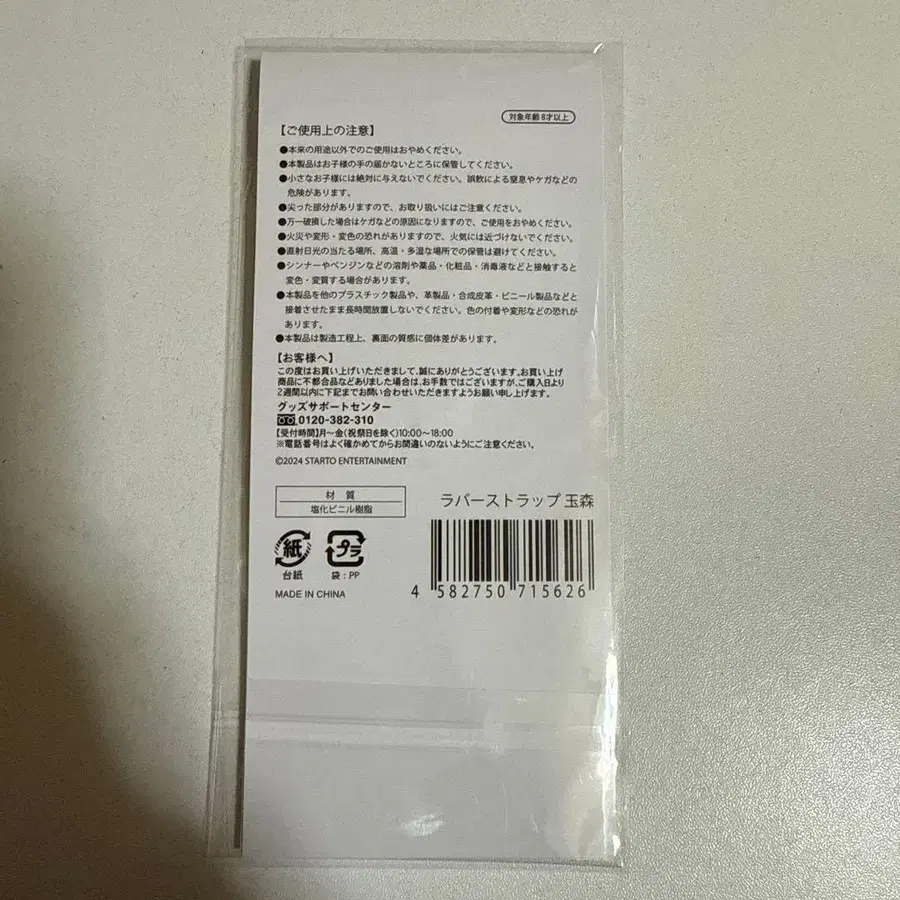 対象年齢 8才以上
【ご使用上の注意】
●本来の用途以外でのご使用はおやめください。
●本製品はお子様の手の届かないところに保管してください。
●小さなお子様には絶対に与えないでください。誤飲による窒息やケガなどの
危険があります。
●尖った部分がありますので、お取り扱いにはご注意ください。
●万一破損した場合はケガなどの原因になりますので、ご使用をおやめください。
●火災や変形・変色の恐れがありますので、火気には近づけないでください。
●直射日光の当たる場所、高温・多湿な場所での保管は避けてください。
●シンナーやベンジンなどの溶剤や薬品・化粧品・消毒液などと接触すると
変色・変質する場合があります。
●本製品を他のプラスチック製品や、革製品・合成皮革・ビニール製品などと
接着させたまま長時間放置しないでください。色の付着や変形などの恐れが
あります。
●本製品は製造工程上、裏面の質感に個体差があります。
【お客様へ】
この度はお買い上げいただきまして、誠にありがとうございます。お買い上げ
商品に不都合品などありました場合は、お手数ではございますが、ご購入日より
2週間以内に下記までお問い合わせいただきますようお願い申し上げます。
グッズサポートセンター
0120-382-310
【受付時間】月～金(祝祭日を除く)10:00～18:00
※電話番号はよく確かめてからお間違いのないようにご注意ください。
©2024 STARTO ENTERTAINMENT
材 質
塩化ビニル樹脂
ラバーストラップ 玉森
紙
台紙
プラ
袋:PP
MADE IN CHINA
4 582750 715626